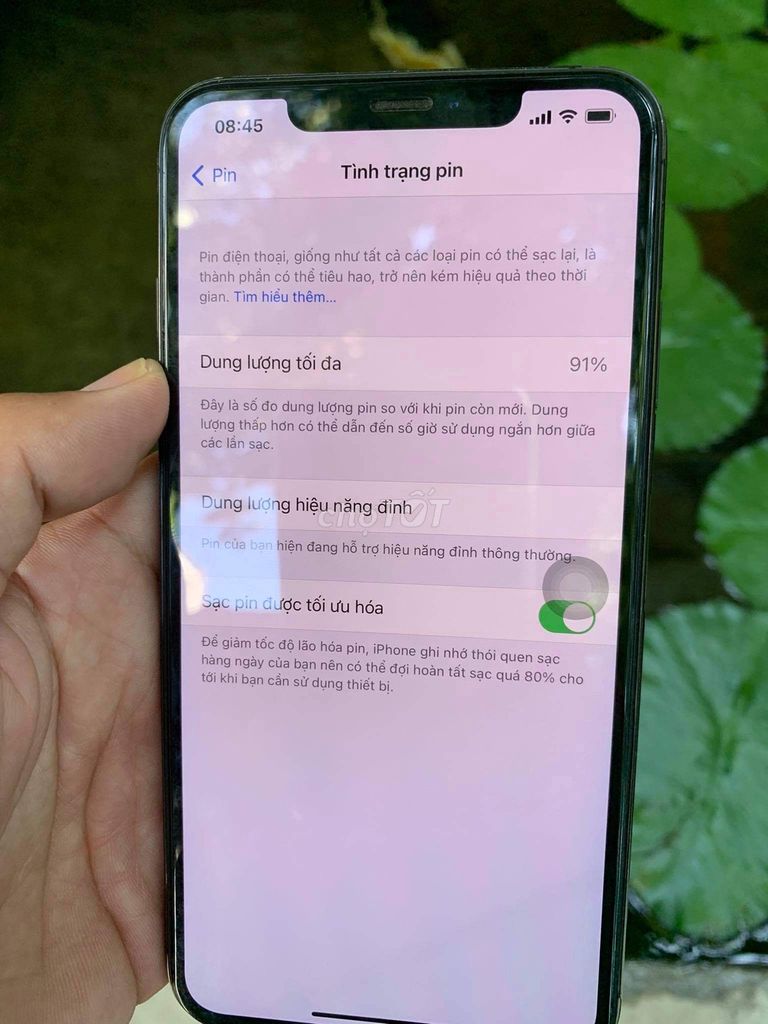 08:45
Pin
Tình trạng pin
Pin điện thoại, giống như tất cả các loại pin có thể sạc lại, là
thành phần có thể tiêu hao, trở nên kém hiệu quả theo thời
gian. Tìm hiểu thêm...
Dung lượng tối đa 91%
Đây là số đo dung lượng pin so với khi pin còn mới. Dung
lượng thấp hơn có thể dẫn đến số giờ sử dụng ngắn hơn giữa
các lần sạc.
Dung lượng hiệu năng đỉnh
chợTỐT
Pin của bạn hiện đang hỗ trợ hiệu năng đỉnh thông thường.
Sạc pin được tối ưu hóa
Để giảm tốc độ lão hóa pin, iPhone ghi nhớ thói quen sạc
hàng ngày của bạn nên có thể đợi hoàn tất sạc quá 80% cho
tới khi bạn cần sử dụng thiết bị.